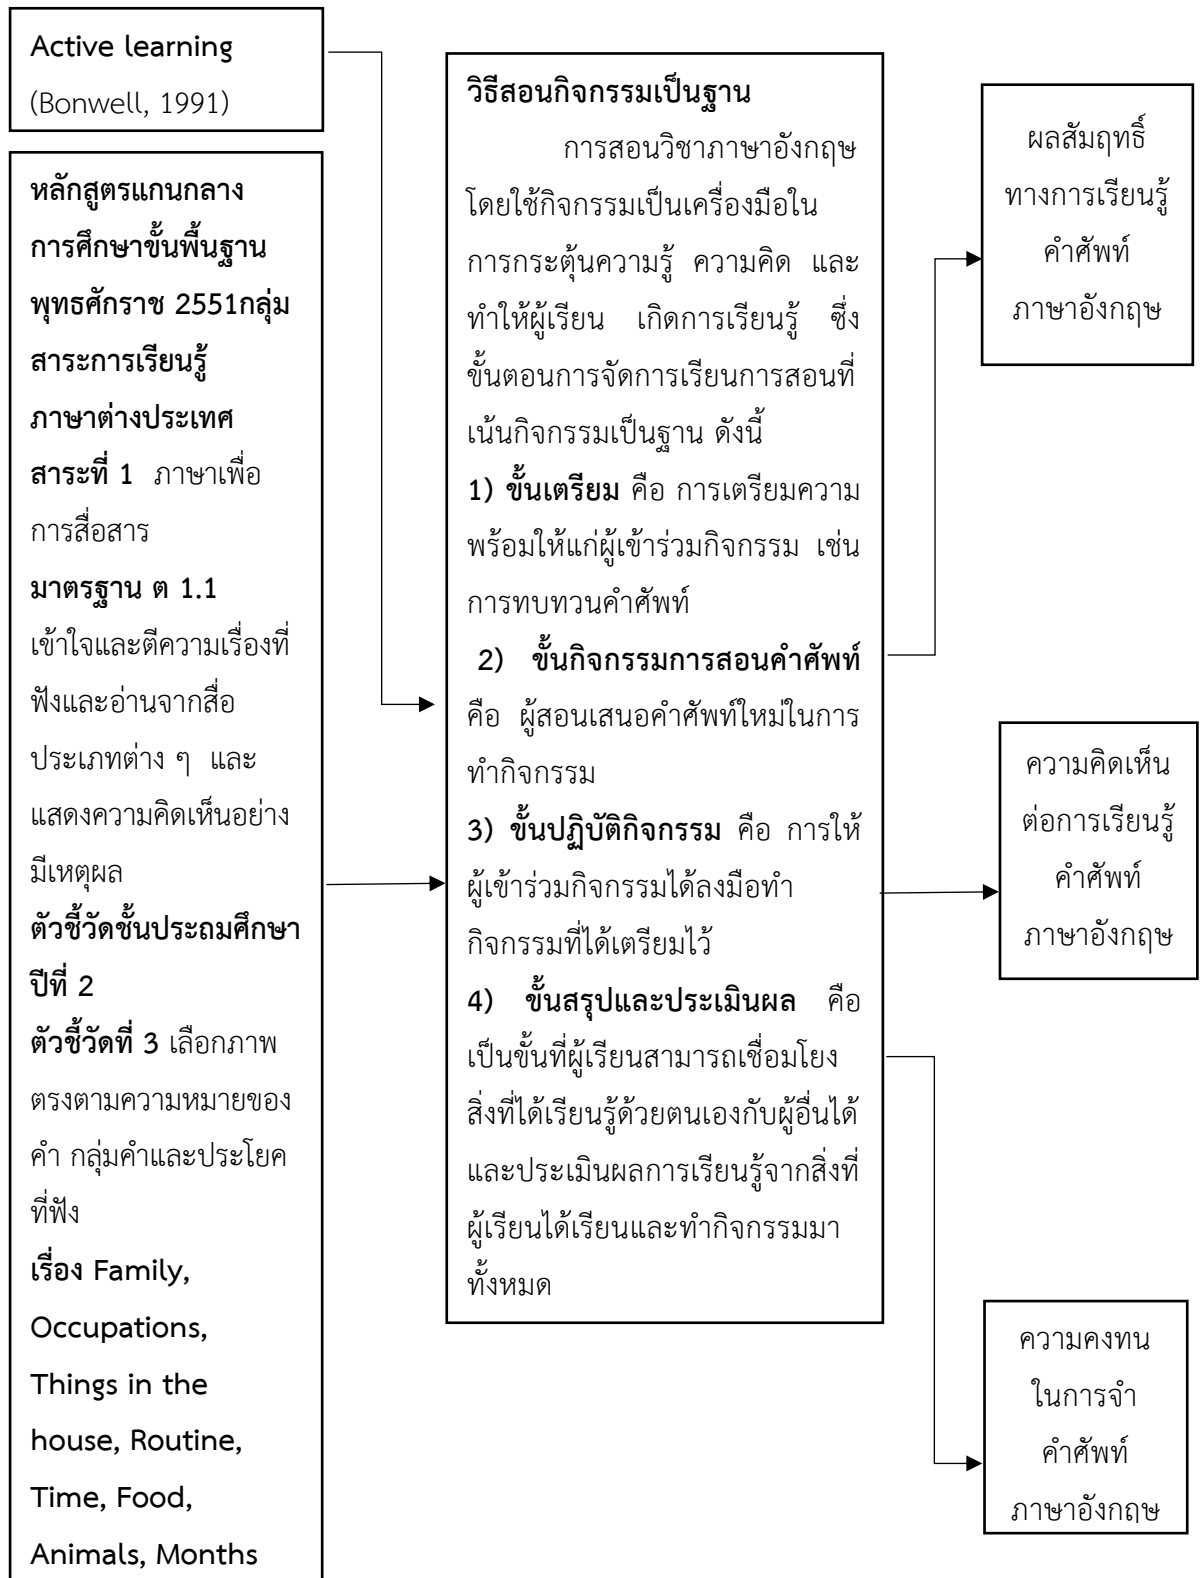 Active learning
(Bonwell, 1991)
หลักสูตรแกนกลาง
การศึกษาขั้นพื้นฐาน
พุทธศักราช 2551กลุ่ม
สาระการเรียนรู้
ภาษาต่างประเทศ
สาระที่ 1 ภาษาเพื่อ
การสื่อสาร
มาตรฐาน ต 1.1
เข้าใจและตีความเรื่องที่
ฟังและอ่านจากสื่อ
ประเภทต่าง ๆ และ
แสดงความคิดเห็นอย่าง
มีเหตุผล
ตัวชี้วัดชั้นประถมศึกษา
ปีที่ 2
ตัวชี้วัดที่ 3 เลือกภาพ
ตรงตามความหมายของ
คำ กลุ่มคำและประโยค
ที่ฟัง
เรื่อง Family,
Occupations,
Things in the
house, Routine,
Time, Food,
Animals, Months
วิธีสอนกิจกรรมเป็นฐาน
การสอนวิชาภาษาอังกฤษ
โดยใช้กิจกรรมเป็นเครื่องมือใน
การกระตุ้นความรู้ ความคิด และ
ทำให้ผู้เรียน เกิดการเรียนรู้ ซึ่ง
ขั้นตอนการจัดการเรียนการสอนที่
เน้นกิจกรรมเป็นฐาน ดังนี้
1) ขั้นเตรียม คือ การเตรียมความ
พร้อมให้แก่ผู้เข้าร่วมกิจกรรม เช่น
การทบทวนคำศัพท์
2) ขั้นกิจกรรมการสอนคำศัพท์
คือ ผู้สอนเสนอคำศัพท์ใหม่ในการ
ทำกิจกรรม
3) ขั้นปฏิบัติกิจกรรม คือ การให้
ผู้เข้าร่วมกิจกรรมได้ลงมือทำ
กิจกรรมที่ได้เตรียมไว้
4) ขั้นสรุปและประเมินผล คือ
เป็นขั้นที่ผู้เรียนสามารถเชื่อมโยง
สิ่งที่ได้เรียนรู้ด้วยตนเองกับผู้อื่นได้
และประเมินผลการเรียนรู้จากสิ่งที่
ผู้เรียนได้เรียนและทำกิจกรรมมา
ทั้งหมด
ผลสัมฤทธิ์
ทางการเรียนรู้
คำศัพท์
ภาษาอังกฤษ
ความคิดเห็น
ต่อการเรียนรู้
คำศัพท์
ภาษาอังกฤษ
ความคงทน
ในการจำ
คำศัพท์
ภาษาอังกฤษ